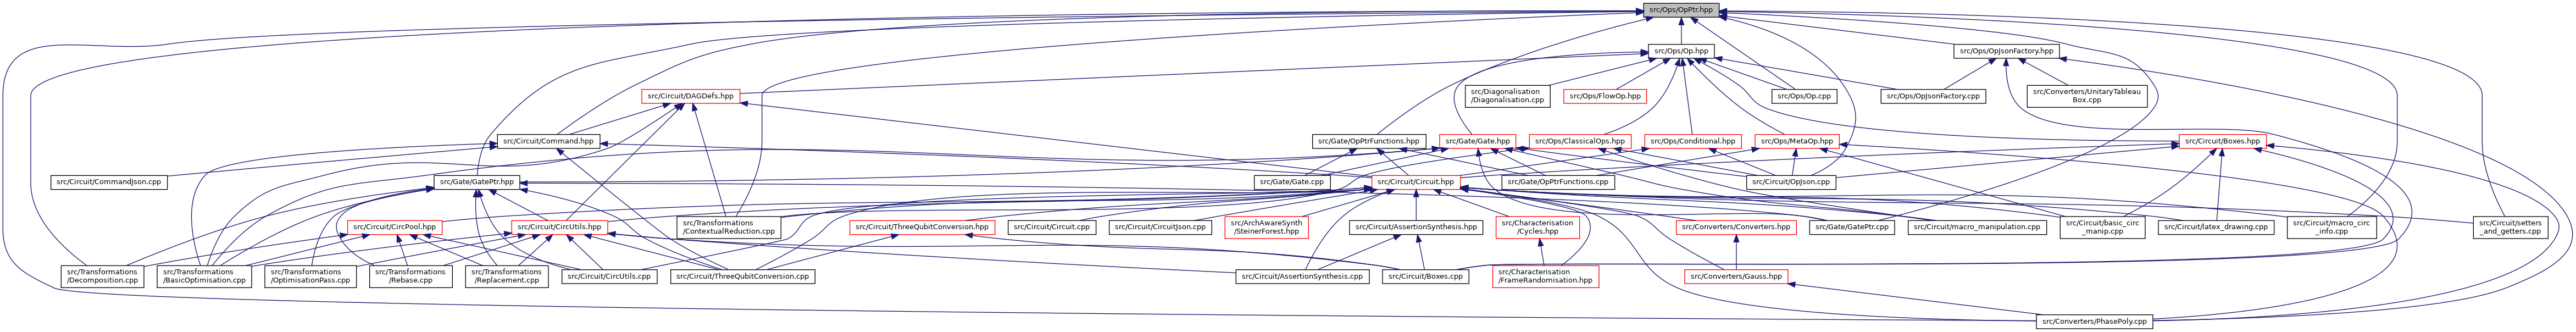 src/Ops/OpPtr.hpp
src/Ops/Op.hpp
src/Ops/OpJsonFactory.hpp
src/Circuit/DAGDefs.hpp
src/Diagonalisation
/Diagonalisation.cpp
src/Ops/FlowOp.hpp
src/Ops/Op.cpp
src/Ops/OpJsonFactory.cpp
src/Converters/UnitaryTableau
Box.cpp
src/Circuit/Command.hpp
src/Gate/OpPtrFunctions.hpp
src/Gate/Gate.hpp
src/Ops/ClassicalOps.hpp
src/Ops/Conditional.hpp
src/Ops/MetaOp.hpp
src/Circuit/Boxes.hpp
src/Circuit/CommandJson.cpp
src/Gate/GatePtr.hpp
src/Gate/Gate.cpp
src/Circuit/Circuit.hpp
src/Gate/OpPtrFunctions.cpp
src/Circuit/OpJson.cpp
src/Circuit/CircPool.hpp
src/Circuit/CircUtils.hpp
src/Transformations
/ContextualReduction.cpp
src/Circuit/ThreeQubitConversion.hpp
src/Circuit/Circuit.cpp
src/Circuit/CircuitJson.cpp
src/ArchAwareSynth
/SteinerForest.hpp
src/Circuit/AssertionSynthesis.hpp
src/Characterisation
/Cycles.hpp
src/Converters/Converters.hpp
src/Gate/GatePtr.cpp
src/Circuit/macro_manipulation.cpp
src/Circuit/basic_circ
_manip.cpp
src/Circuit/latex_drawing.cpp
src/Circuit/macro_circ
_info.cpp
src/Circuit/setters
_and_getters.cpp
src/Transformations
/Decomposition.cpp
src/Transformations
/BasicOptimisation.cpp
src/Transformations
/OptimisationPass.cpp
src/Transformations
/Rebase.cpp
src/Transformations
/Replacement.cpp
src/Circuit/CircUtils.cpp
src/Circuit/ThreeQubitConversion.cpp
src/Circuit/AssertionSynthesis.cpp
src/Circuit/Boxes.cpp
src/Characterisation
/FrameRandomisation.hpp
src/Converters/Gauss.hpp
src/Converters/PhasePoly.cpp